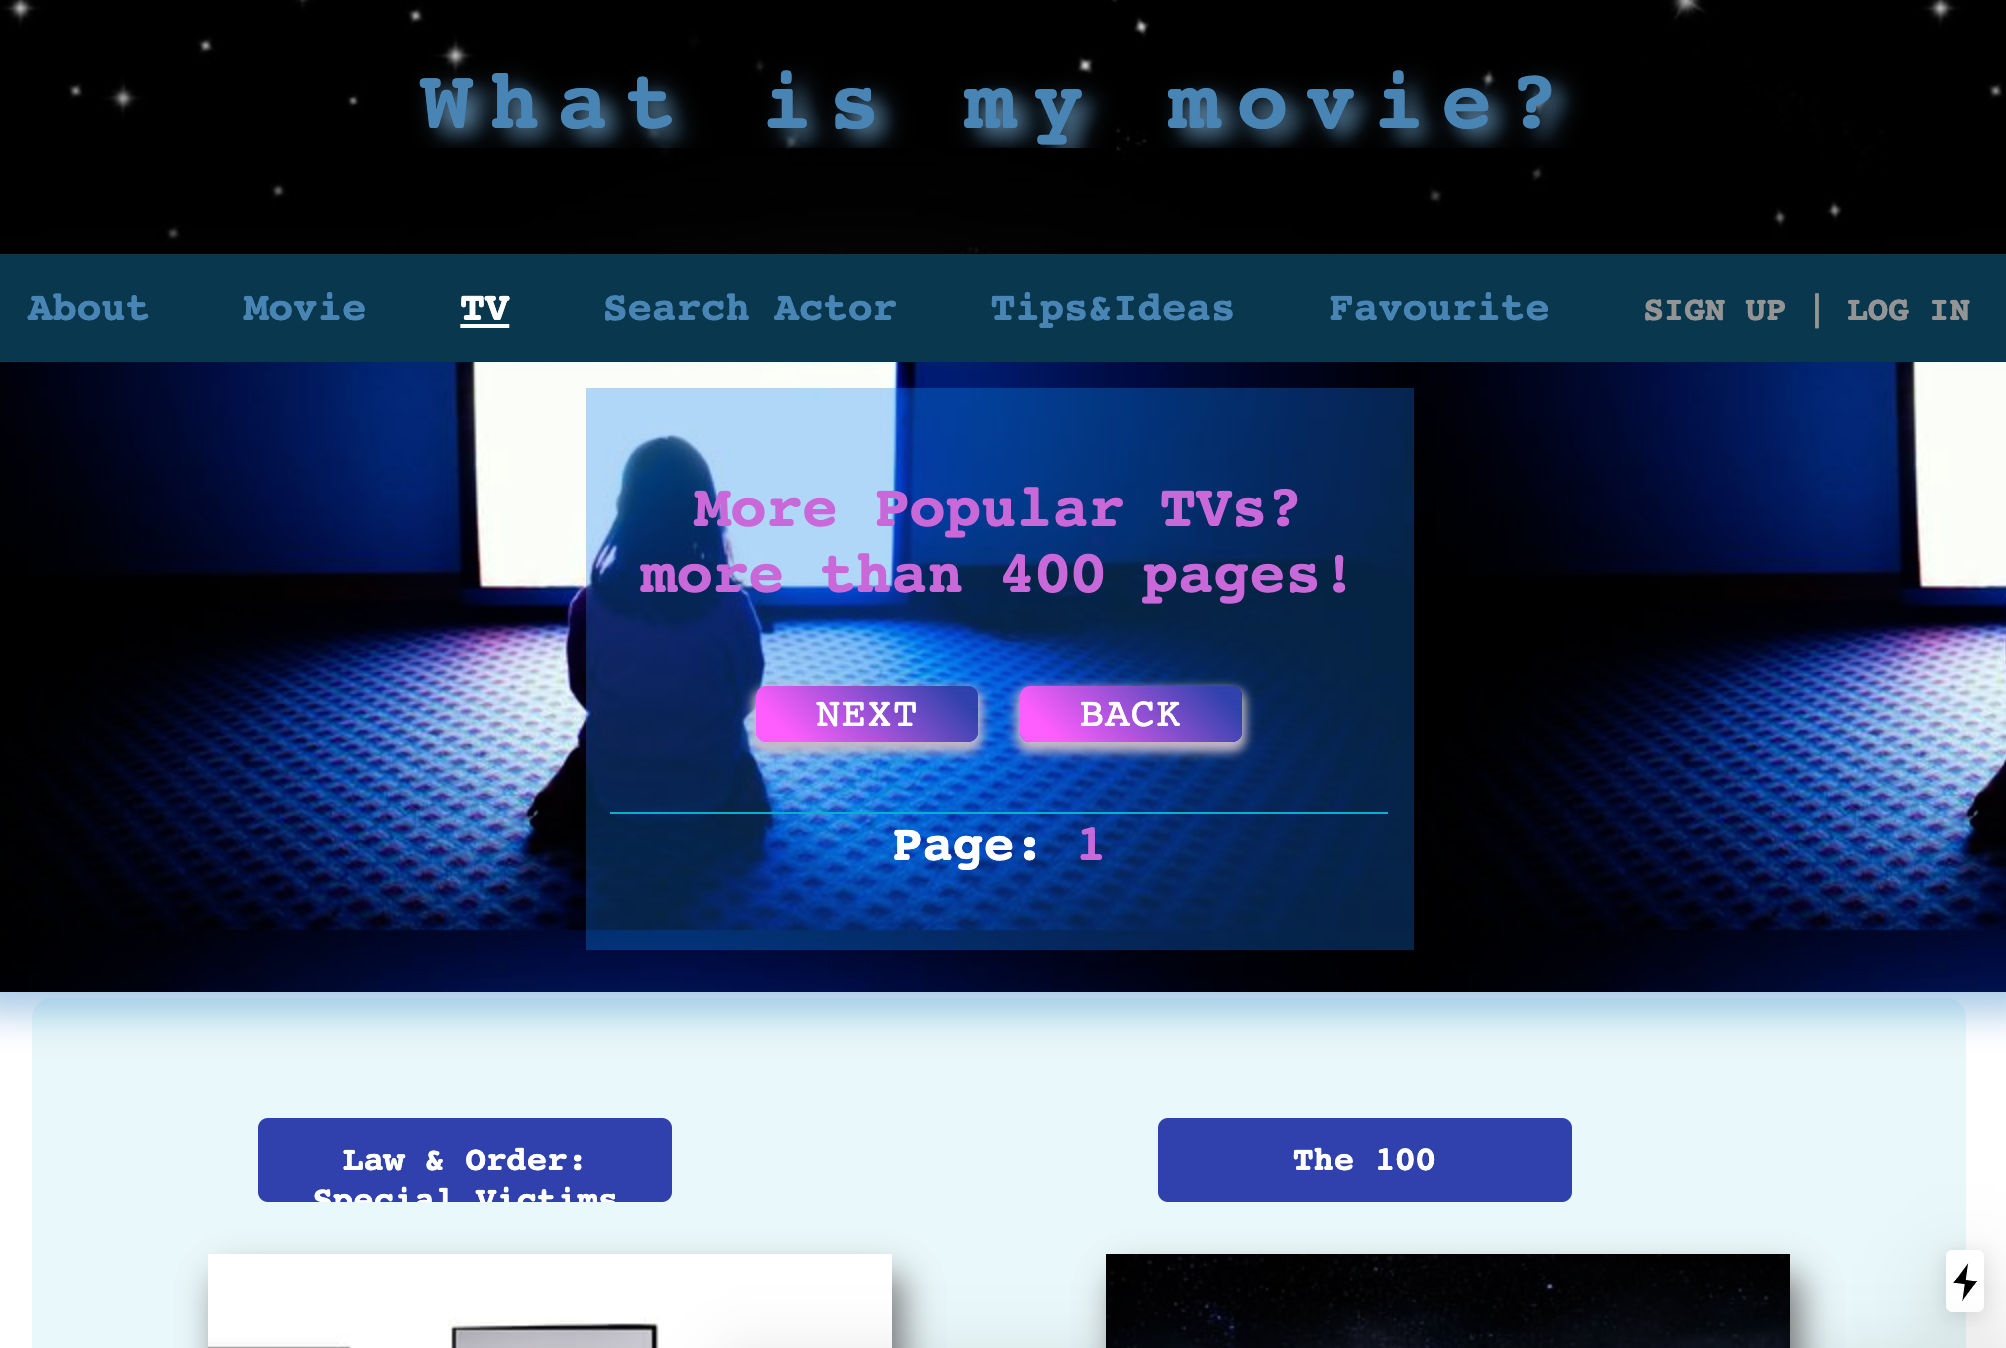 What is my movie?
About Movie TV Search Actor Tips&Ideas Favourite SIGN UP | LOG IN
More Popular TVs?
more than 400 pages!
NEXT BACK
Page: 1
Law & Order: The 100
Special Victims